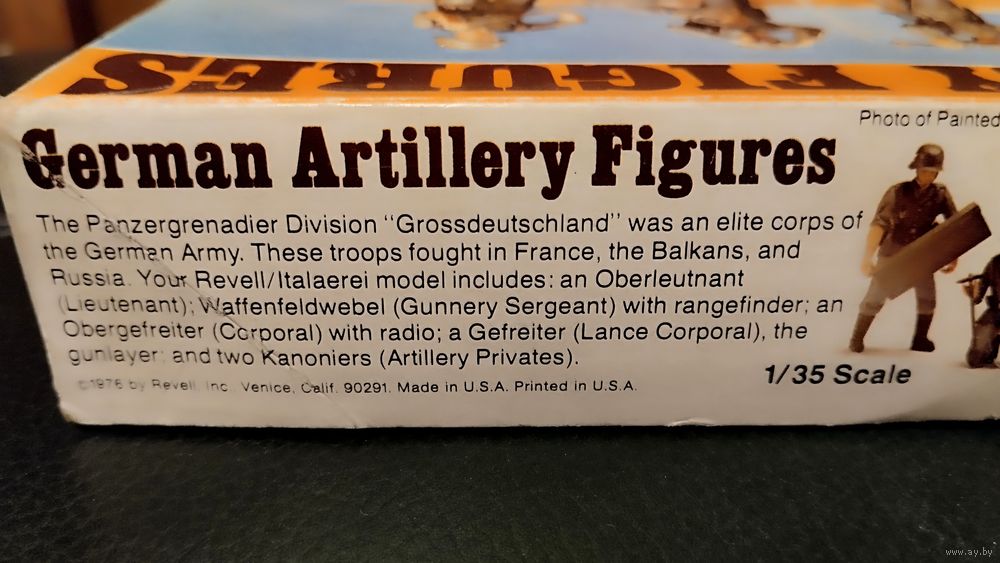 Y FIGURES
Photo of Painted
German Artillery Figures
The Panzergrenadier Division "Grossdeutschland" was an elite corps of
the German Army. These troops fought in France, the Balkans, and
Russia. Your Revell/Italaerei model includes: an Oberleutnant
(Lieutenant); Waffenfeldwebel (Gunnery Sergeant) with rangefinder; an
Obergefreiter (Corporal) with radio; a Gefreiter (Lance Corporal), the
gunlayer; and two Kanoniers (Artillery Privates).
1/35 Scale
©1976 by Revell, Inc., Venice, Calif. 90291. Made in U.S.A. Printed in U.S.A.
www.ay.by